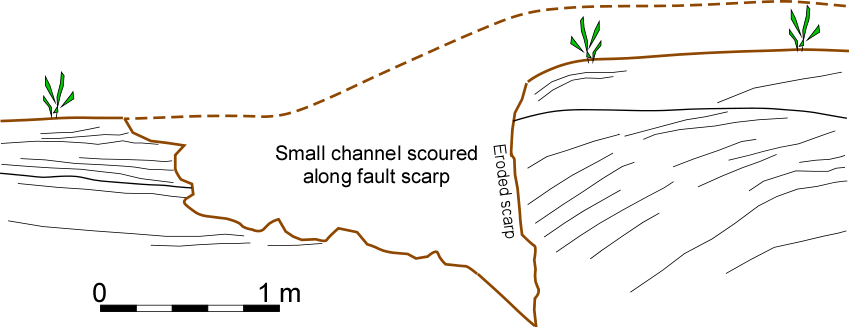 Small channel scoured
along fault scarp
Eroded scarp
0 1 m